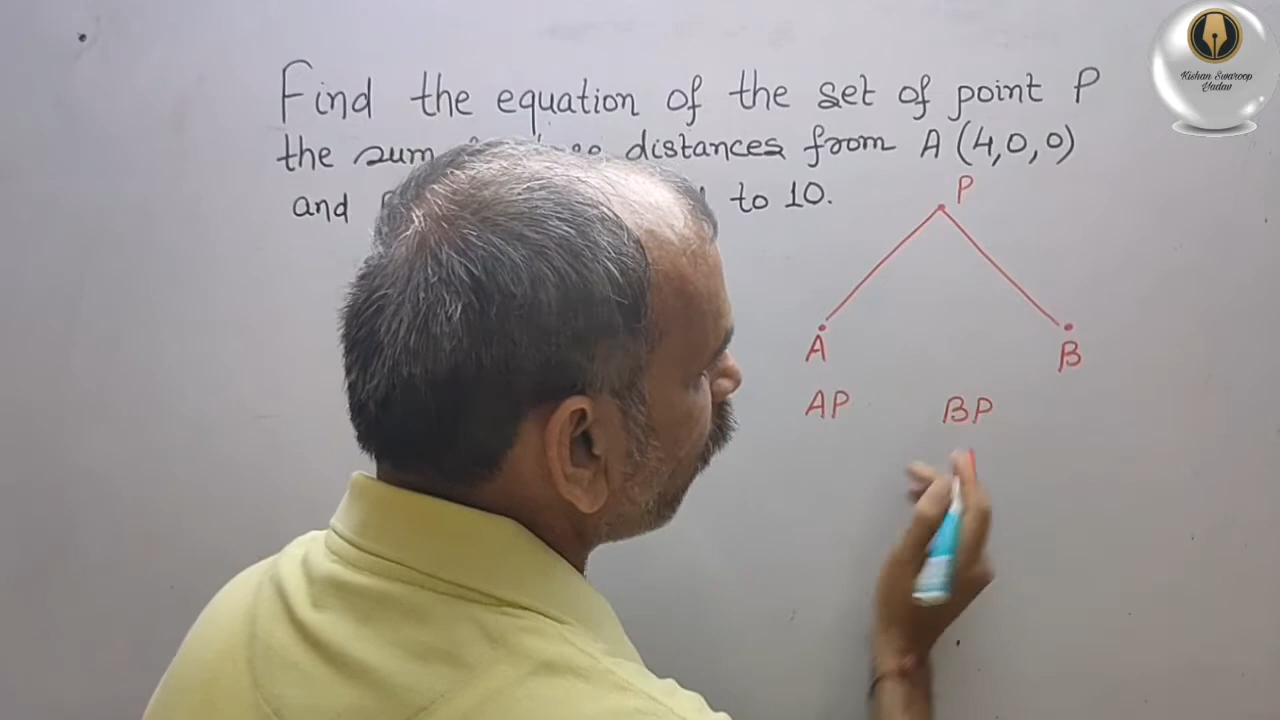 Find the equation of the set of point P
the sum distances from A (4,0,0)
and to 10.
P
A
B
AP BP
Kishan Swaroop
Yadav